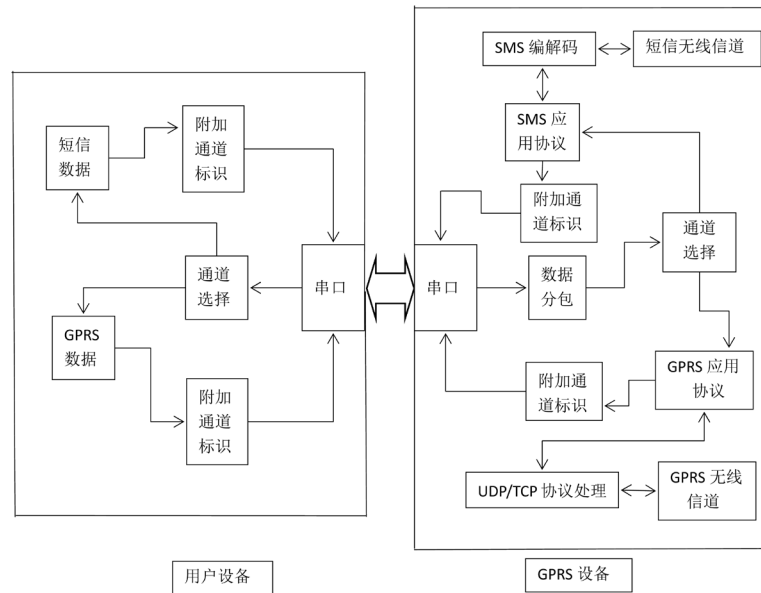 短信
数据
附加
通道
标识
通道
选择
GPRS
数据
附加
通道
标识
串口
用户设备
SMS 编解码
短信无线信道
SMS 应
用协议
附加通
道标识
串口
数据
分包
通道
选择
附加通
道标识
GPRS 应用
协议
UDP/TCP 协议处理
GPRS 无线
信道
GPRS 设备